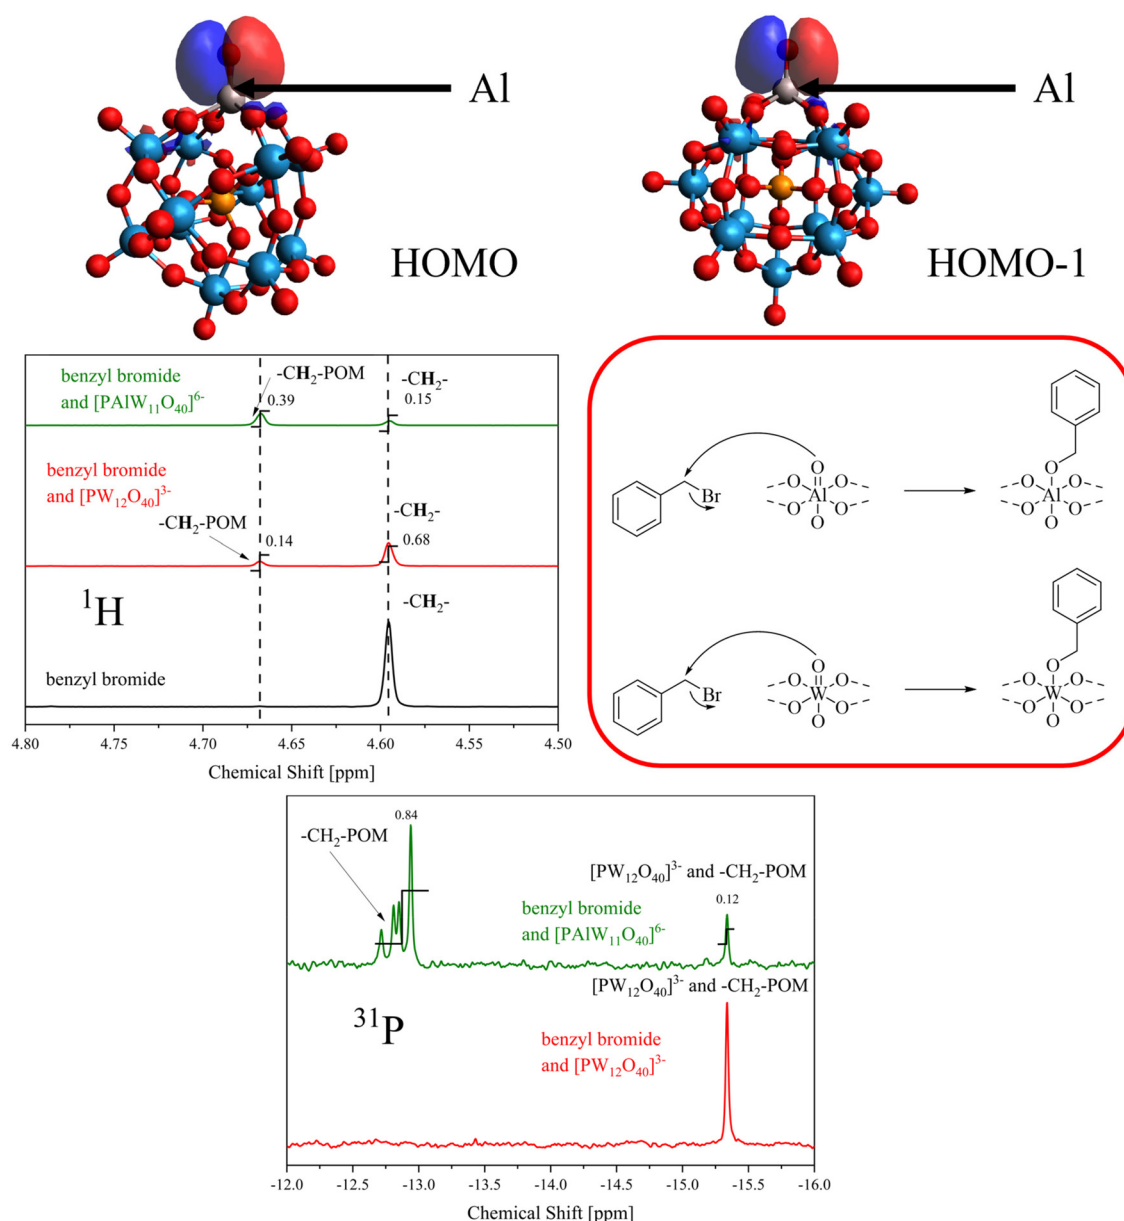 Al
Al
HOMO
HOMO-1
benzyl bromide
and [PAlW₁₁O₄₀]⁶⁻
-CH₂-POM
0.39
-CH₂-
0.15
benzyl bromide
and [PW₁₂O₄₀]³⁻
-CH₂-POM
0.14
-CH₂-
0.68
¹H
-CH₂-
benzyl bromide
4.80 4.75 4.70 4.65 4.60 4.55 4.50
Chemical Shift [ppm]
Br
O
O Al O
O O
O
O
O Al O
O O
O
Br
O
O W O
O O
O
O
O W O
O O
O
0.84
-CH₂-POM
[PW₁₂O₄₀]³⁻ and -CH₂-POM
0.12
benzyl bromide
and [PAlW₁₁O₄₀]⁶⁻
[PW₁₂O₄₀]³⁻ and -CH₂-POM
³¹P
benzyl bromide
and [PW₁₂O₄₀]³⁻
-12.0 -12.5 -13.0 -13.5 -14.0 -14.5 -15.0 -15.5 -16.0
Chemical Shift [ppm]